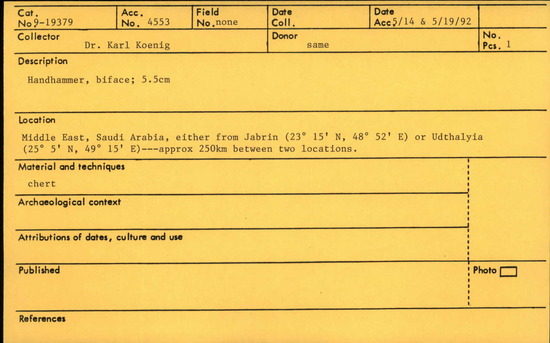 Cat. No. 9-19379 Acc. No. 4553 Field No. none Date Coll. Date Acc. 5/14 & 5/19/92
Collector Dr. Karl Koenig Donor same No. Pcs. 1
Description
Handhammer, biface; 5.5cm
Location
Middle East, Saudi Arabia, either from Jabrin (23° 15' N, 48° 52' E) or Udthalyia
(25° 5' N, 49° 15' E)---approx 250km between two locations.
Material and techniques
chert
Archaeological context
Attributions of dates, culture and use
Published Photo
References